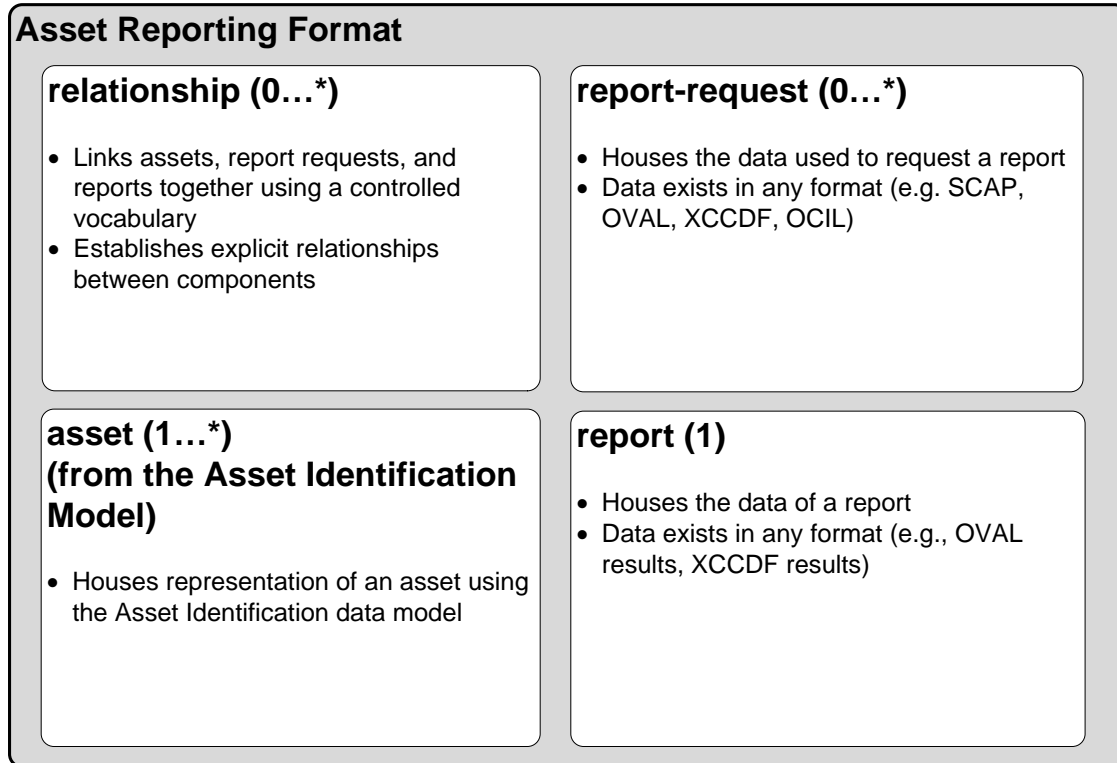 Asset Reporting Format
relationship (0…*)
• Links assets, report requests, and
reports together using a controlled
vocabulary
• Establishes explicit relationships
between components
report-request (0…*)
• Houses the data used to request a report
• Data exists in any format (e.g. SCAP,
OVAL, XCCDF, OCIL)
asset (1…*)
(from the Asset Identification
Model)
• Houses representation of an asset using
the Asset Identification data model
report (1)
• Houses the data of a report
• Data exists in any format (e.g., OVAL
results, XCCDF results)